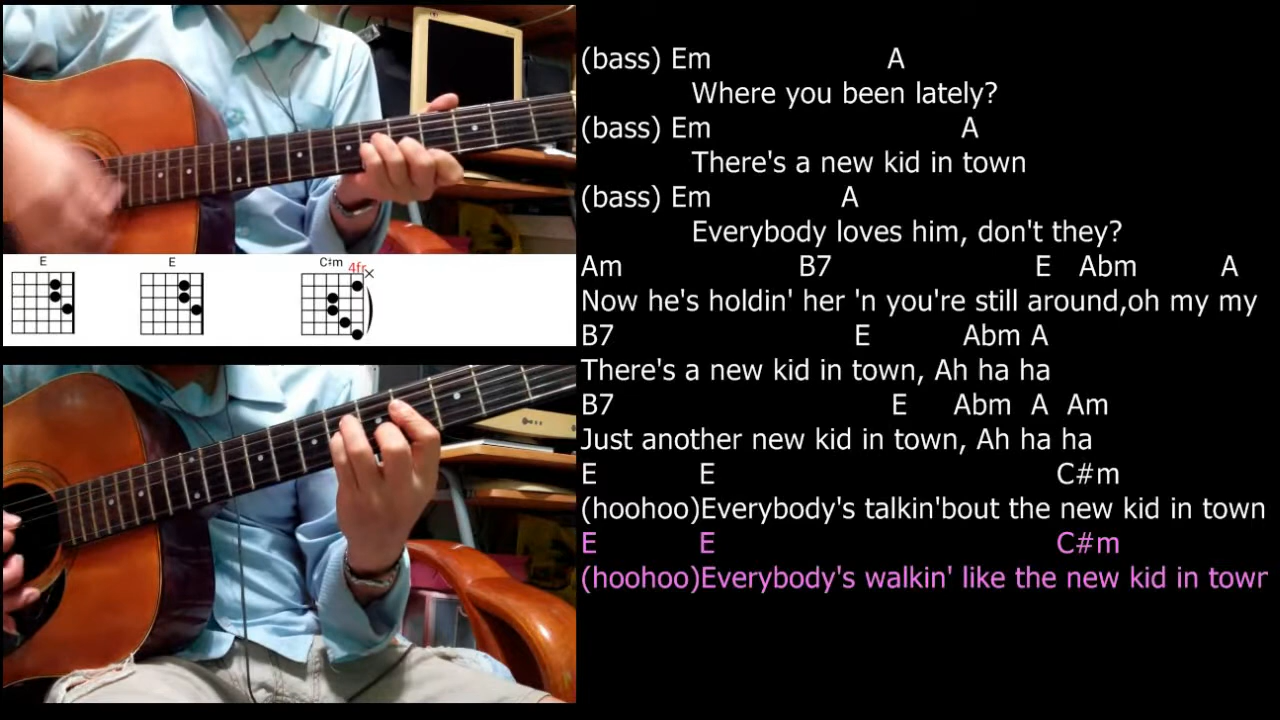 E E C#m
4fr
(bass) Em A
Where you been lately?
(bass) Em A
There's a new kid in town
(bass) Em A
Everybody loves him, don't they?
Am B7 E Abm A
Now he's holdin' her 'n you're still around,oh my my
B7 E Abm A
There's a new kid in town, Ah ha ha
B7 E Abm A Am
Just another new kid in town, Ah ha ha
E E C#m
(hoohoo)Everybody's talkin'bout the new kid in town
E E C#m
(hoohoo)Everybody's walkin' like the new kid in town